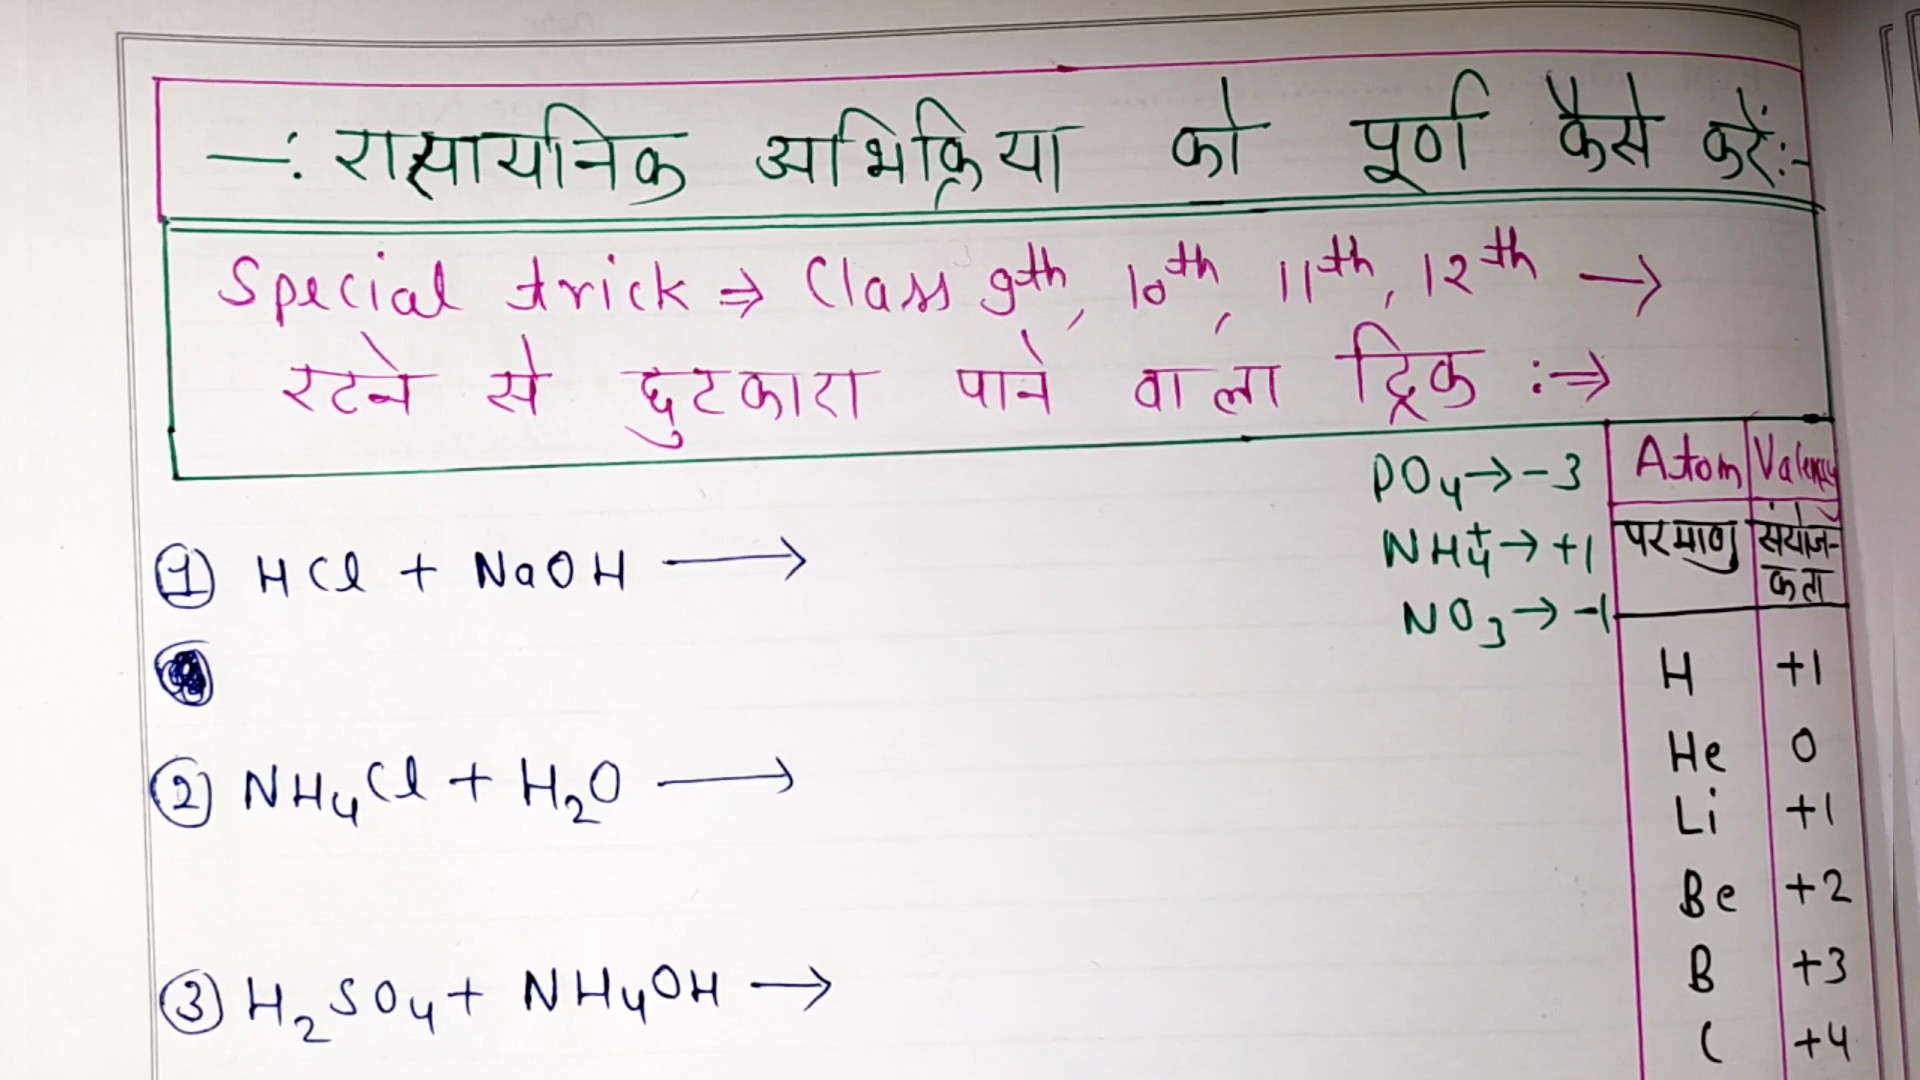 —: रासायनिक अभिक्रिया को पूर्ण कैसे करें:-
Special trick ⇒ Class 9th, 10th, 11th, 12th →
रटने से छुटकारा पाने वाला ट्रिक :⇒
① HCl + NaOH ⟶
② NH₄Cl + H₂O ⟶
③ H₂SO₄ + NH₄OH ⟶
PO₄ → -3
NH₄⁺ → +1
NO₃ → -1
Atom Valency
परमाणु संयोज-
कता
H +1
He 0
Li +1
Be +2
B +3
C +4